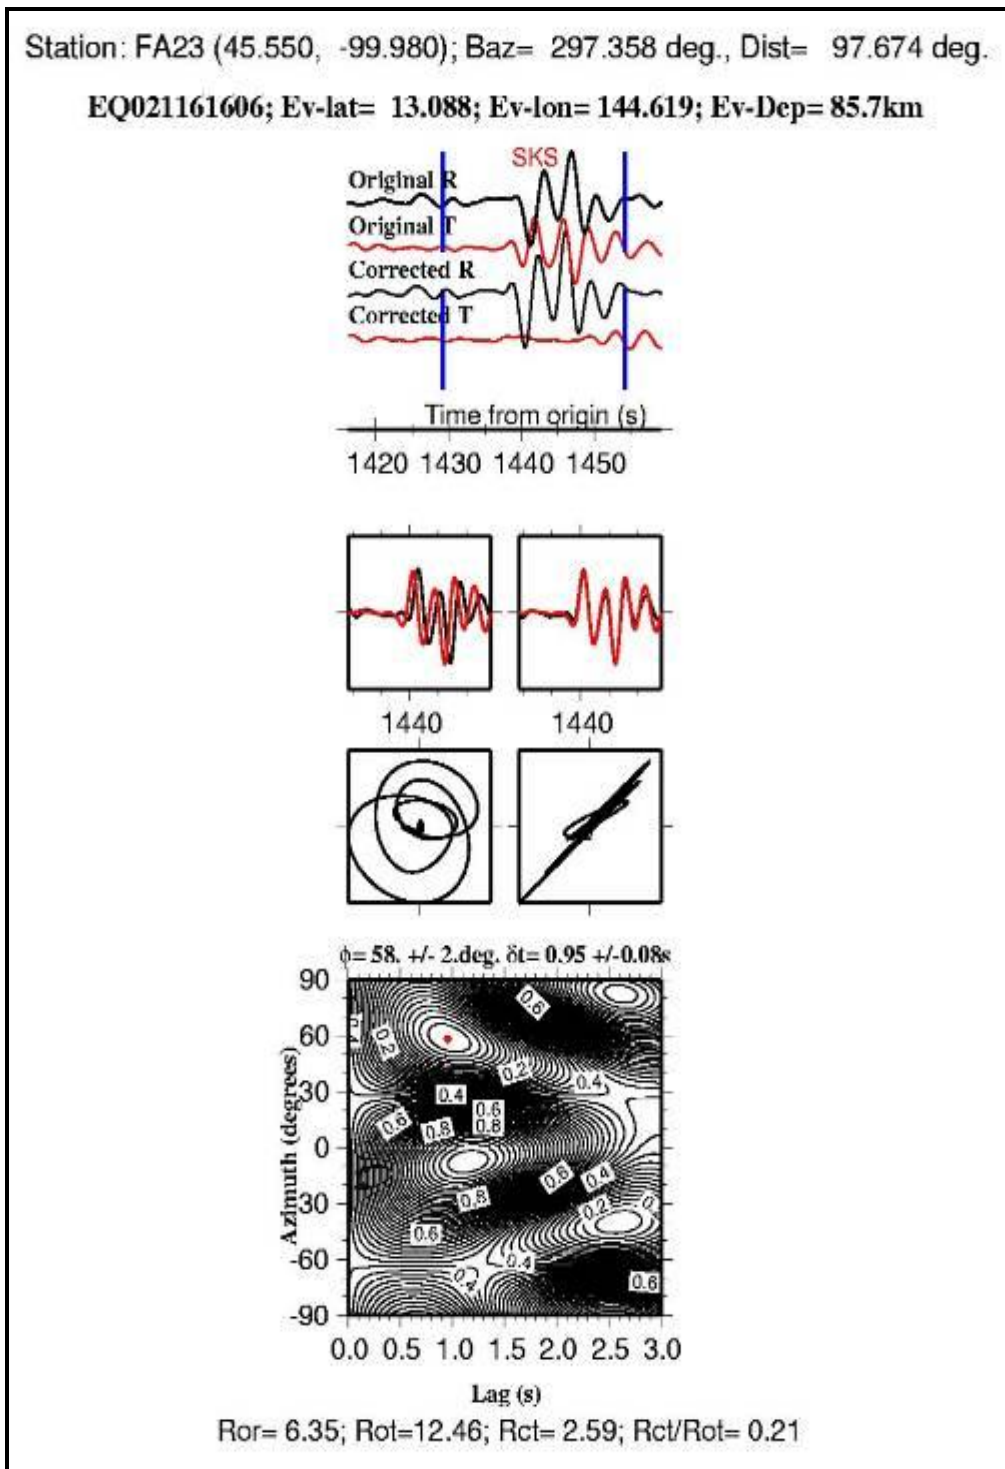 Station: FA23 (45.550, -99.980); Baz= 297.358 deg., Dist= 97.674 deg.
EQ021161606; Ev-lat= 13.088; Ev-lon= 144.619; Ev-Dep= 85.7km
SKS
Original R
Original T
Corrected R
Corrected T
Time from origin (s)
1420 1430 1440 1450
1440 1440
ϕ= 58. +/- 2.deg. δt= 0.95 +/-0.08s
Azimuth (degrees)
90
60
30
0
-30
-60
-90
0.6
0.2
0.2
0.4
0.4
0.6
0.6
0.8
0.8
0.6
0.4
0.8
0.2
0.6
0.4
0.4
0.6
0.0 0.5 1.0 1.5 2.0 2.5 3.0
Lag (s)
Ror= 6.35; Rot=12.46; Rct= 2.59; Rct/Rot= 0.21